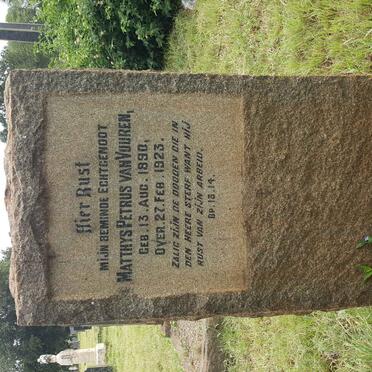 Hier Rust
MIJN BEMINDE ECHTGENOOT
MATTHYS PETRUS VAN VUUREN,
GEB. 13. AUG. 1890,
OVER. 27. FEB. 1923.
ZALIG ZIJN DE DOODEN DIE IN
DEN HEERE STERF WANT HIJ
RUST VAN ZIJN ARBEID.
OP. 13. 14.